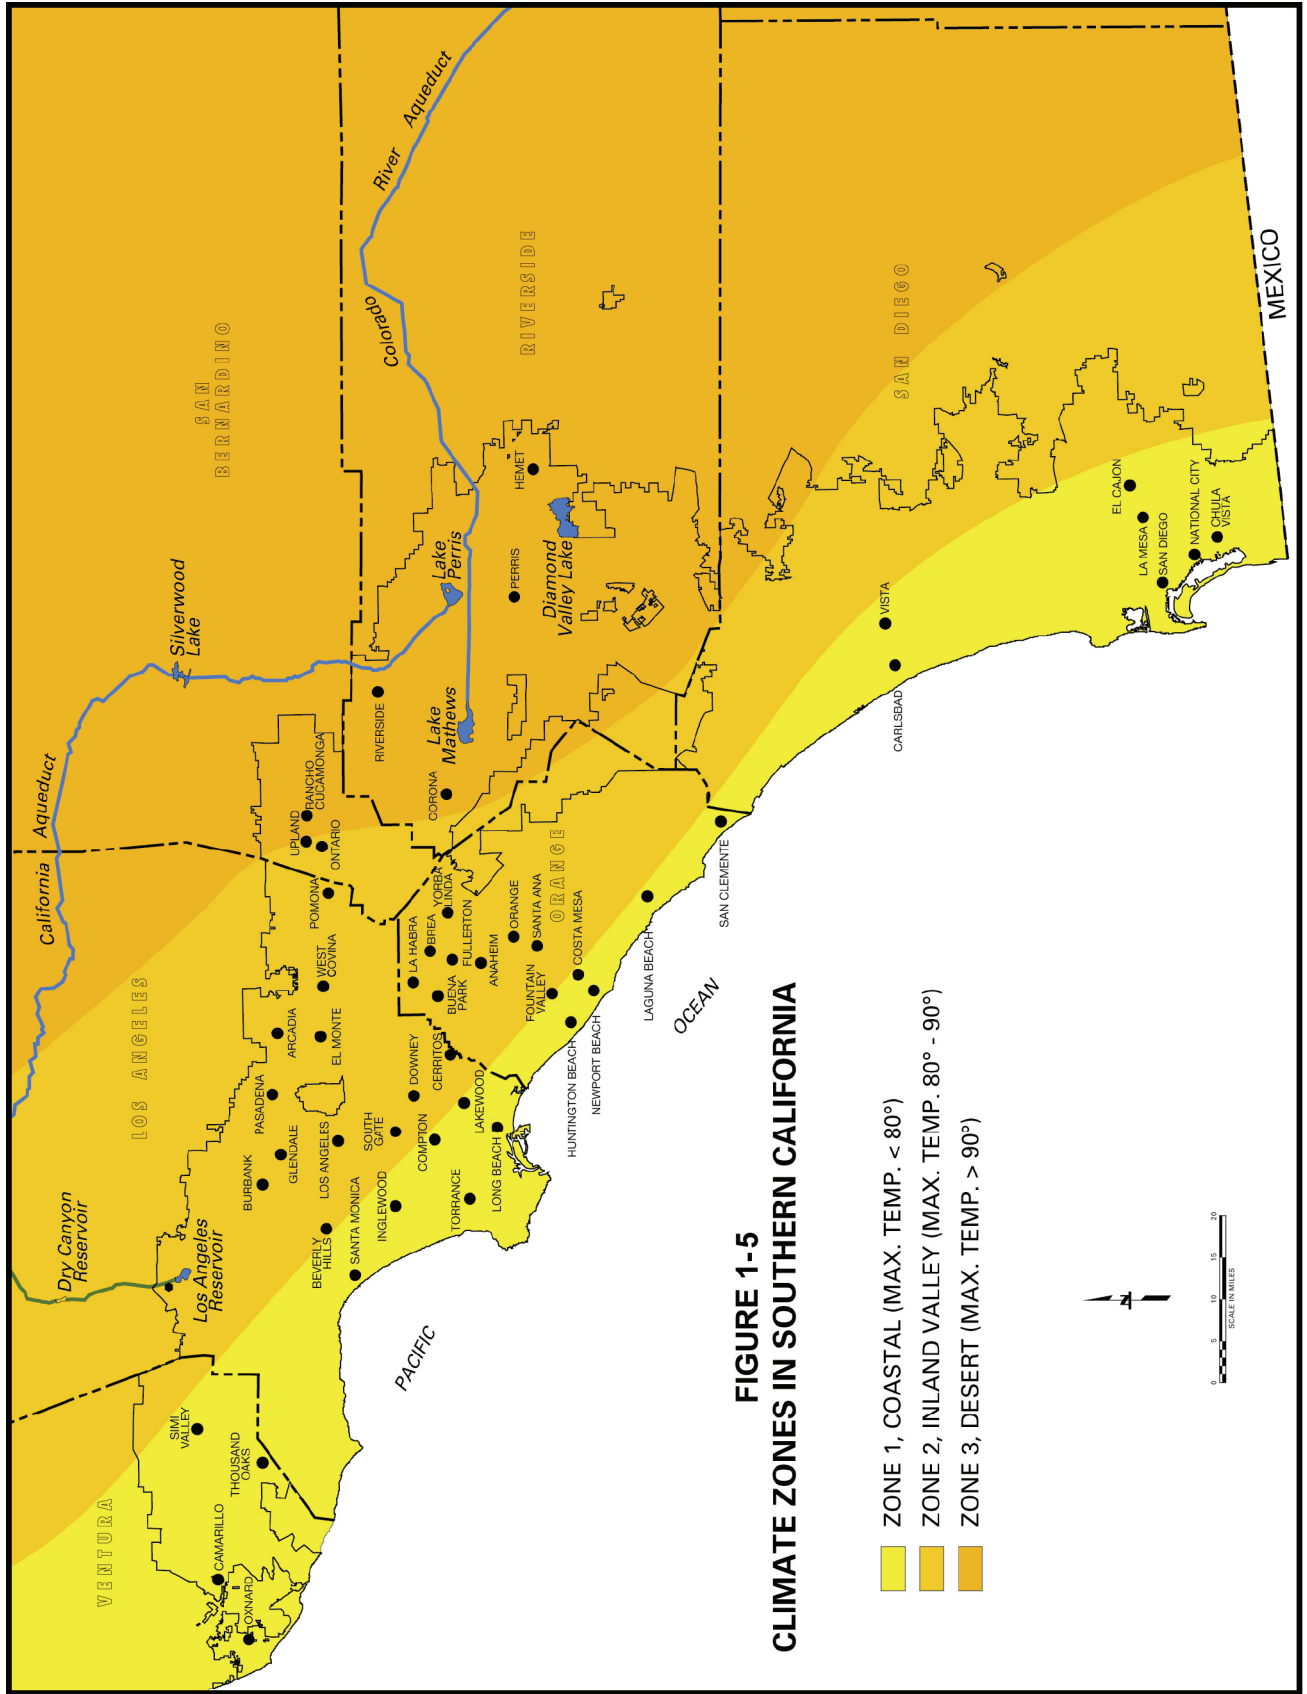 California
Aqueduct
Silverwood
Lake
SAN
BERNARDINO
Colorado
River
Aqueduct
RIVERSIDE
Dry Canyon
Reservoir
LOS ANGELES
Los Angeles
Reservoir
VENTURA
SIMI
VALLEY
THOUSAND
OAKS
CAMARILLO
OXNARD
BURBANK
GLENDALE
PASADENA
ARCADIA
EL MONTE
WEST
COVINA
POMONA
UPLAND
ONTARIO
RANCHO
CUCAMONGA
LOS ANGELES
BEVERLY
HILLS
SANTA MONICA
INGLEWOOD
SOUTH
GATE
COMPTON
DOWNEY
CERRITOS
LAKEWOOD
TORRANCE
LONG BEACH
LA HABRA
BREA
YORBA
LINDA
FULLERTON
BUENA
PARK
ANAHEIM
ORANGE
SANTA ANA
ORANGE
FOUNTAIN
VALLEY
COSTA MESA
HUNTINGTON BEACH
NEWPORT BEACH
LAGUNA BEACH
SAN CLEMENTE
CORONA
RIVERSIDE
Lake
Mathews
Lake
Perris
PERRIS
HEMET
Diamond
Valley Lake
SAN DIEGO
VISTA
CARLSBAD
EL CAJON
LA MESA
SAN DIEGO
NATIONAL CITY
CHULA
VISTA
MEXICO
PACIFIC
OCEAN
FIGURE 1-5
CLIMATE ZONES IN SOUTHERN CALIFORNIA
ZONE 1, COASTAL (MAX. TEMP. < 80°)
ZONE 2, INLAND VALLEY (MAX. TEMP. 80° - 90°)
ZONE 3, DESERT (MAX. TEMP. > 90°)
N
0 5 10 15 20
SCALE IN MILES